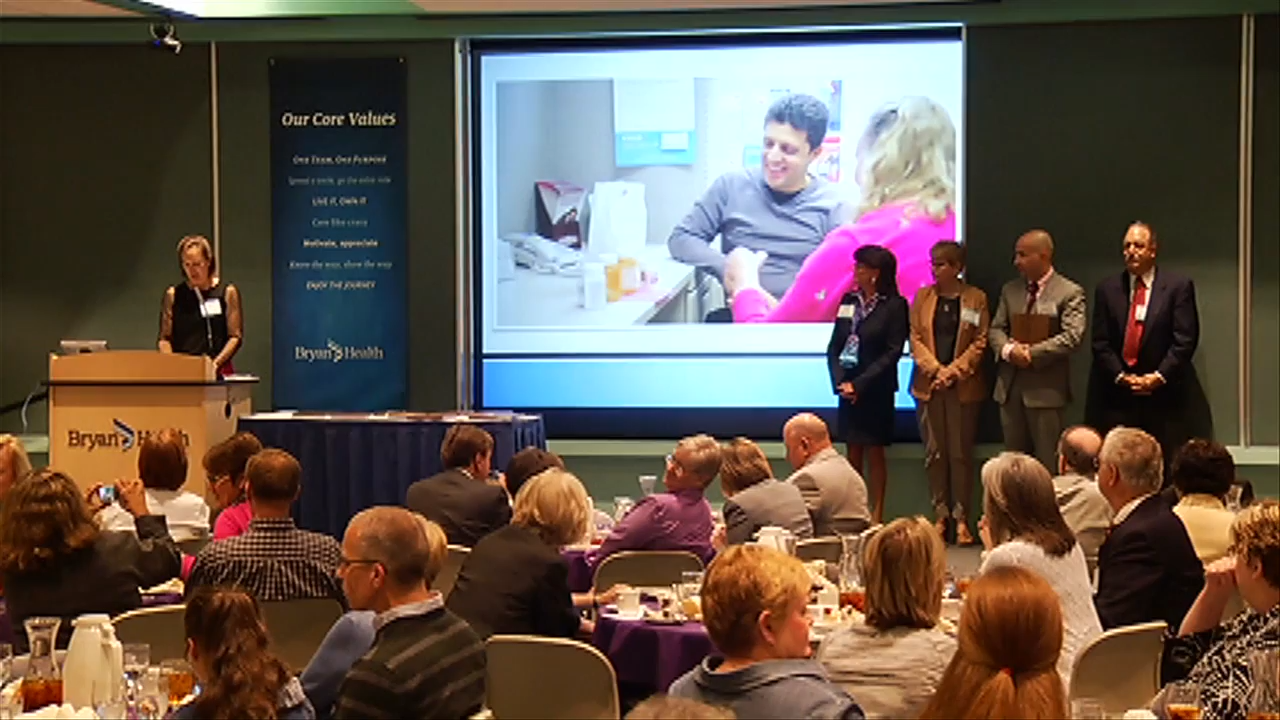 Our Core Values
ONE TEAM, ONE PURPOSE
Spread a smile, go the extra mile
LIVE IT, OWN IT
Care like crazy
Motivate, appreciate
Know the way, show the way
ENJOY THE JOURNEY
Bryan Health
Bryan Health